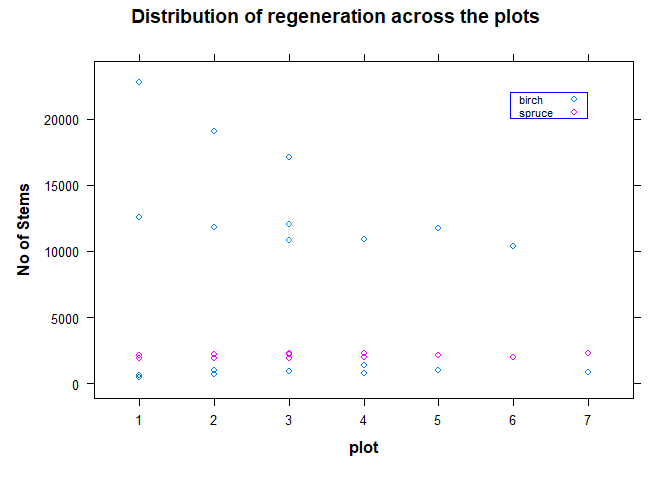 Distribution of regeneration across the plots
birch
spruce
20000
15000
10000
5000
0
No of Stems
1 2 3 4 5 6 7
plot